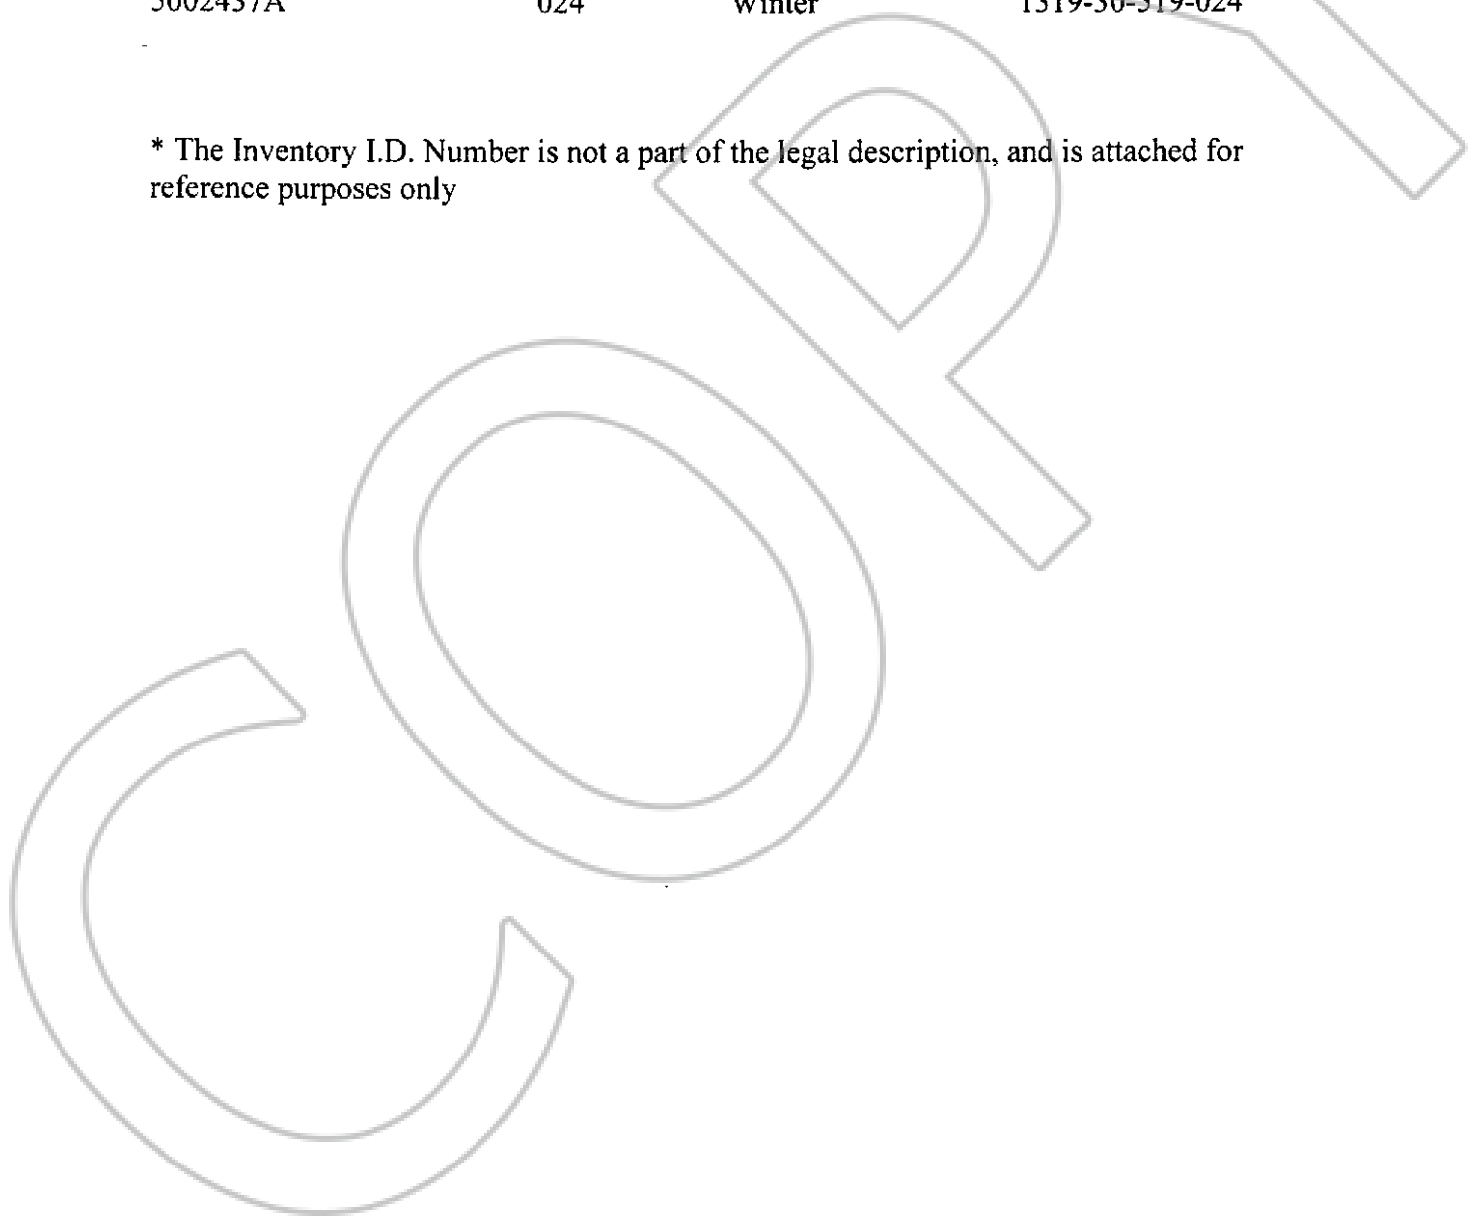 024 Winter
* The Inventory I.D. Number is not a part of the legal description, and is attached for
reference purposes only
COPY